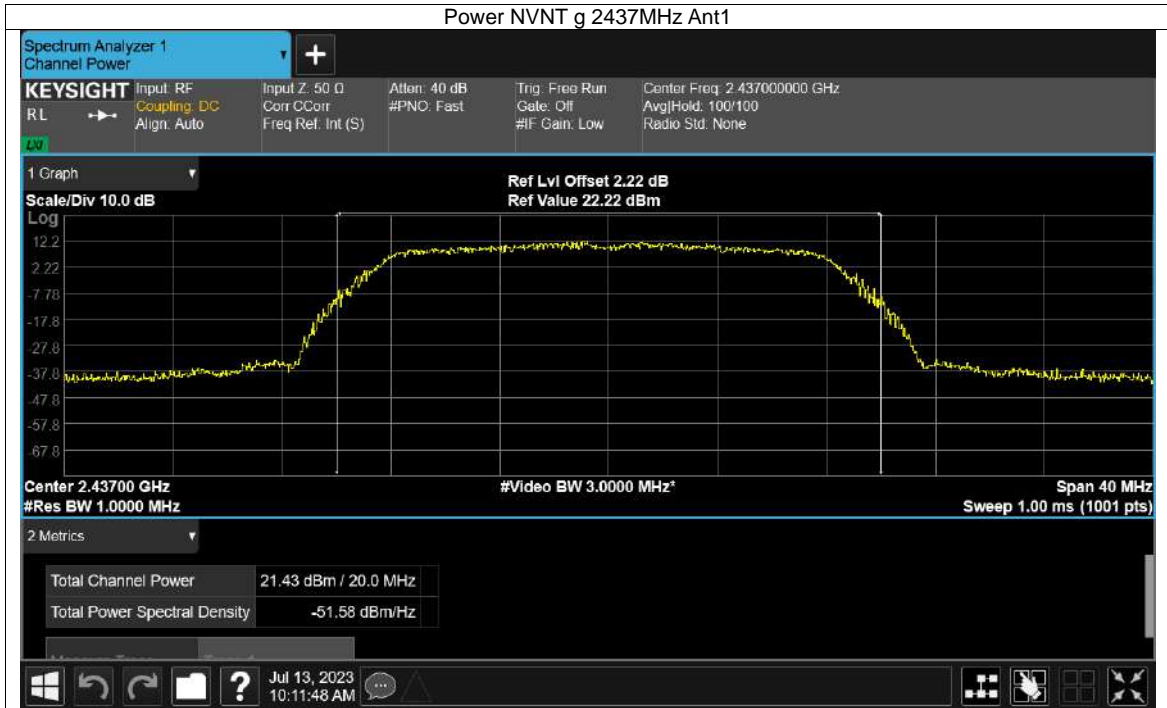 Power NVNT g 2437MHz Ant1
Spectrum Analyzer 1
Channel Power
KEYSIGHT
RL
Input: RF
Coupling: DC
Align: Auto
Input Z: 50 Ω
Corr CCorr
Freq Ref: Int (S)
Atten: 40 dB
#PNO: Fast
Trig: Free Run
Gate: Off
#IF Gain: Low
Center Freq: 2.437000000 GHz
Avg|Hold: 100/100
Radio Std: None
1 Graph
Scale/Div 10.0 dB
Ref Lvl Offset 2.22 dB
Ref Value 22.22 dBm
Log
12.2
2.22
-7.78
-17.8
-27.8
-37.8
-47.8
-57.8
-67.8
Center 2.43700 GHz
#Video BW 3.0000 MHz*
Span 40 MHz
#Res BW 1.0000 MHz
Sweep 1.00 ms (1001 pts)
2 Metrics
Total Channel Power 21.43 dBm / 20.0 MHz
Total Power Spectral Density -51.58 dBm/Hz
Jul 13, 2023
10:11:48 AM